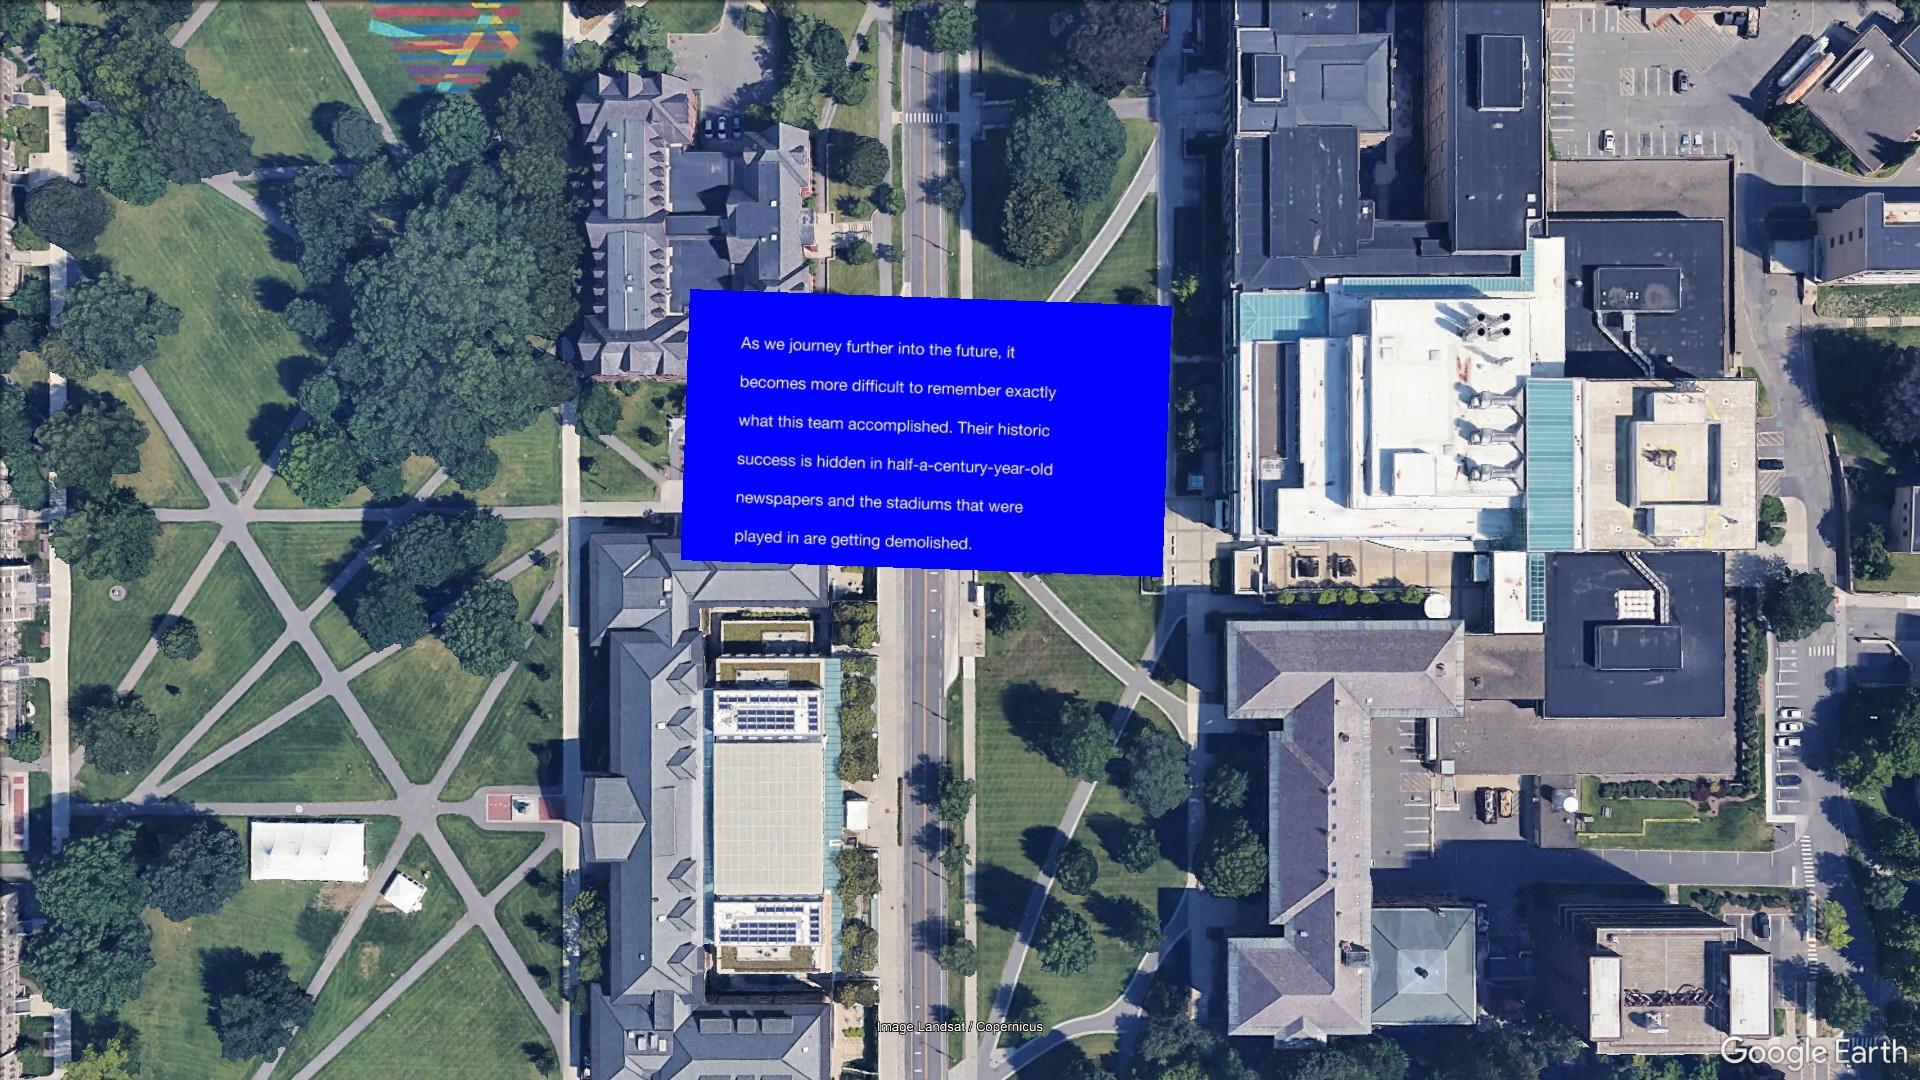 As we journey further into the future, it
becomes more difficult to remember exactly
what this team accomplished. Their historic
success is hidden in half-a-century-year-old
newspapers and the stadiums that were
played in are getting demolished.
Image Landsat / Copernicus
Google Earth